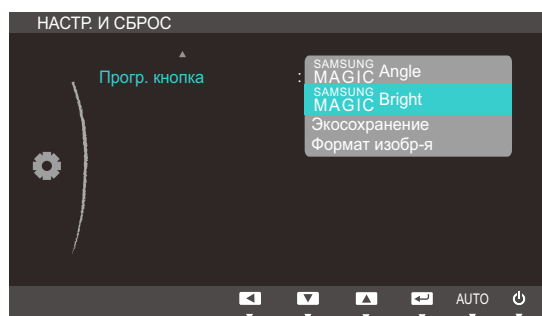 НАСТР. И СБРОС
Прогр. кнопка : SAMSUNG MAGIC Angle
SAMSUNG MAGIC Bright
Экосохранение
Формат изобр-я
AUTO